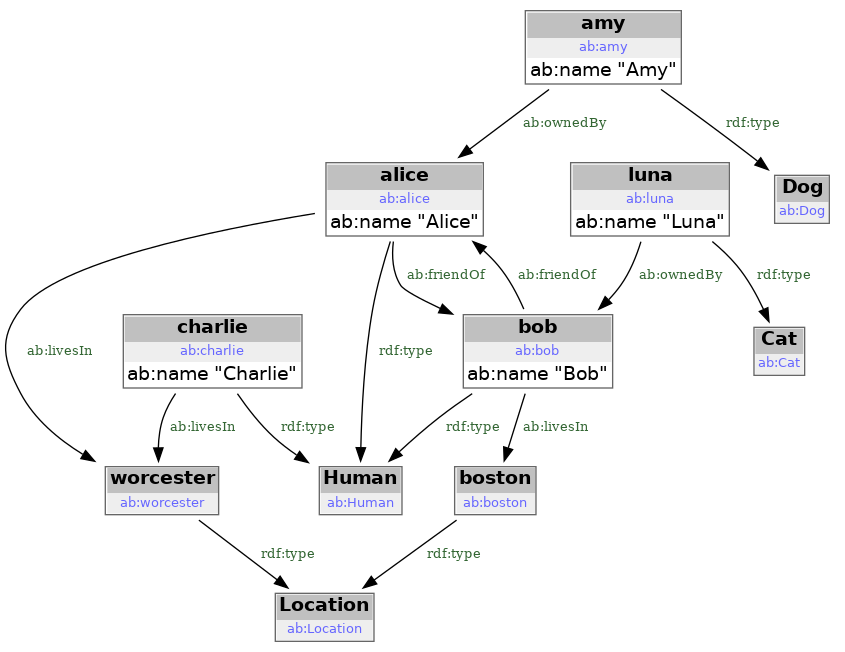 amy
ab:amy
ab:name "Amy"
ab:ownedBy
rdf:type
alice
ab:alice
ab:name "Alice"
luna
ab:luna
ab:name "Luna"
Dog
ab:Dog
ab:friendOf
ab:friendOf
ab:ownedBy
rdf:type
charlie
ab:charlie
ab:name "Charlie"
bob
ab:bob
ab:name "Bob"
Cat
ab:Cat
ab:livesIn
rdf:type
ab:livesIn
rdf:type
rdf:type
ab:livesIn
worcester
ab:worcester
Human
ab:Human
boston
ab:boston
rdf:type
rdf:type
Location
ab:Location